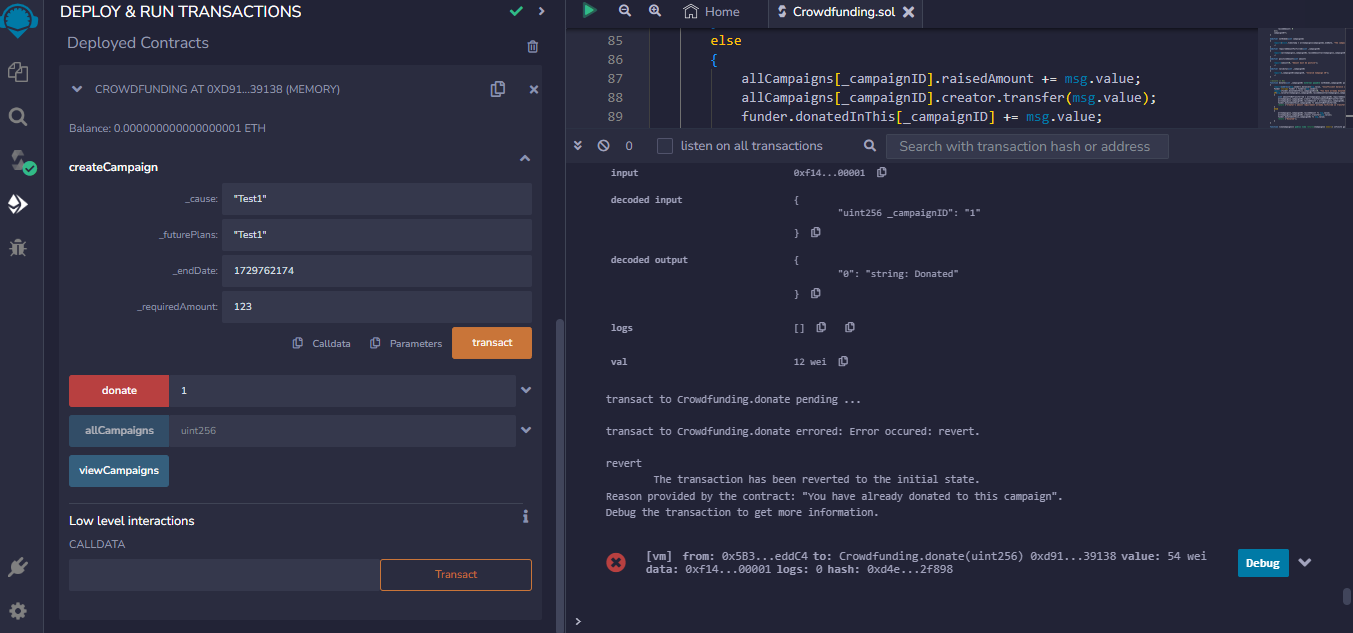 DEPLOY & RUN TRANSACTIONS
Deployed Contracts
CROWDFUNDING AT 0XD91...39138 (MEMORY)
Balance: 0.000000000000000001 ETH
createCampaign
_cause: "Test1"
_futurePlans: "Test1"
_endDate: 1729762174
_requiredAmount: 123
Calldata Parameters transact
donate 1
allCampaigns uint256
viewCampaigns
Low level interactions
CALLDATA
Transact
Home Crowdfunding.sol
85 else
86 {
87 allCampaigns[_campaignID].raisedAmount += msg.value;
88 allCampaigns[_campaignID].creator.transfer(msg.value);
89 funder.donatedInThis[_campaignID] += msg.value;
0 listen on all transactions Search with transaction hash or address
input 0xf14...00001
decoded input {
"uint256 _campaignID": "1"
}
decoded output {
"0": "string: Donated"
}
logs []
val 12 wei
transact to Crowdfunding.donate pending ...
transact to Crowdfunding.donate errored: Error occured: revert.
revert
The transaction has been reverted to the initial state.
Reason provided by the contract: "You have already donated to this campaign".
Debug the transaction to get more information.
[vm] from: 0x5B3...eddC4 to: Crowdfunding.donate(uint256) 0xd91...39138 value: 54 wei
data: 0xf14...00001 logs: 0 hash: 0xd4e...2f898
Debug
>